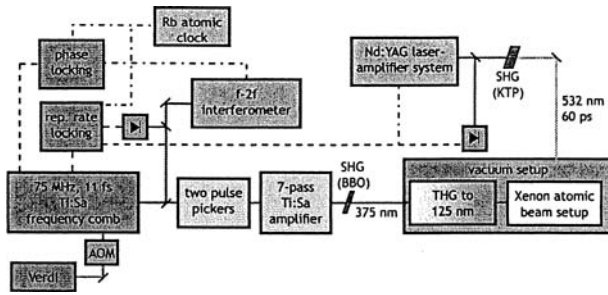 Rb atomic
clock
phase
locking
Nd:YAG laser-
amplifier system
SHG
(KTP)
f-2f
interferometer
532 nm
60 ps
rep. rate
locking
75 MHz, 11 fs
Ti:Sa
frequency comb
two pulse
pickers
7-pass
Ti:Sa
amplifier
SHG
(BBO)
375 nm
vacuum setup
THG to
125 nm
Xenon atomic
beam setup
AOM
Verdi